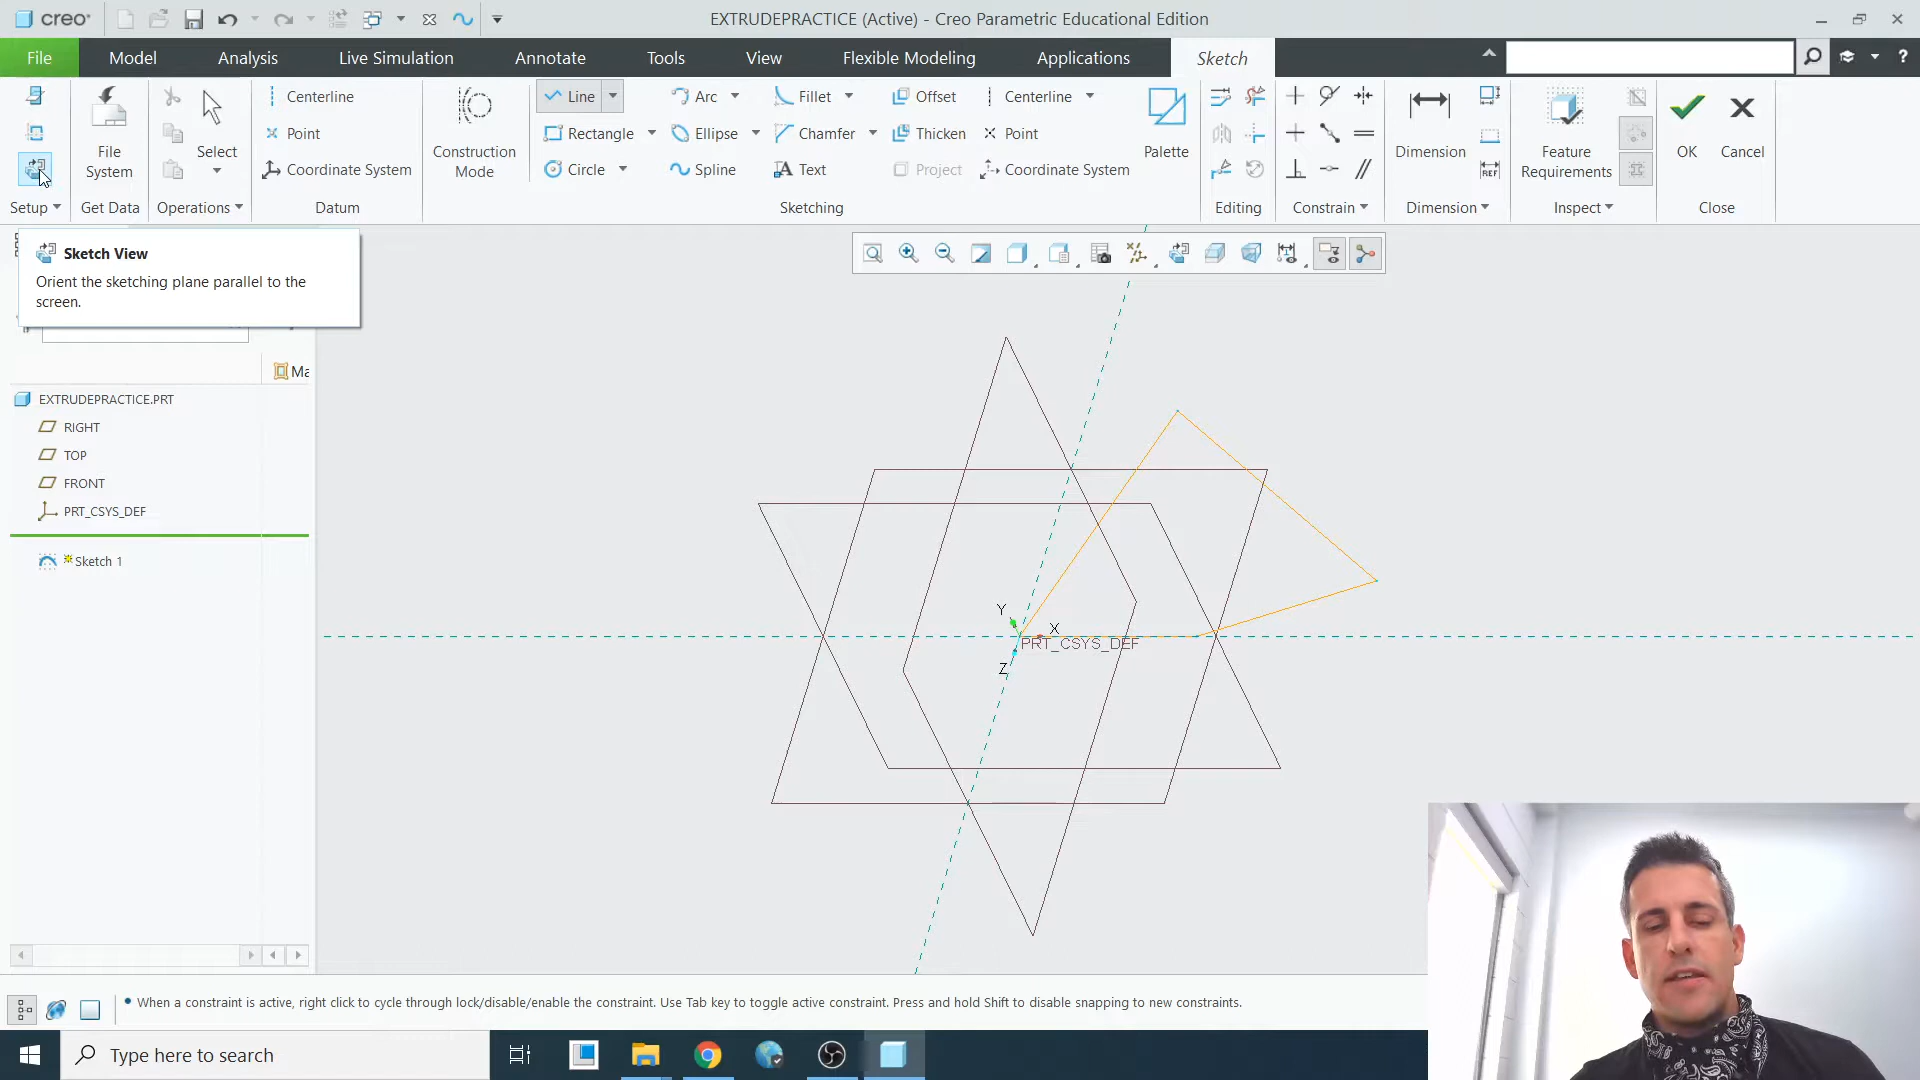 creo
EXTRUDEPRACTICE (Active) - Creo Parametric Educational Edition
File Model Analysis Live Simulation Annotate Tools View Flexible Modeling Applications Sketch
Centerline
Point
Coordinate System
File System
Select
Construction Mode
Line Arc Fillet Offset Centerline
Rectangle Ellipse Chamfer Thicken Point
Circle Spline Text Project Coordinate System
Palette
Dimension
REF
Feature Requirements
OK Cancel
Setup Get Data Operations Datum Sketching Editing Constrain Dimension Inspect Close
Sketch View
Orient the sketching plane parallel to the
screen.
Ma
EXTRUDEPRACTICE.PRT
RIGHT
TOP
FRONT
PRT_CSYS_DEF
Sketch 1
Y
X
PRT_CSYS_DEF
Z
When a constraint is active, right click to cycle through lock/disable/enable the constraint. Use Tab key to toggle active constraint. Press and hold Shift to disable snapping to new constraints.
Type here to search